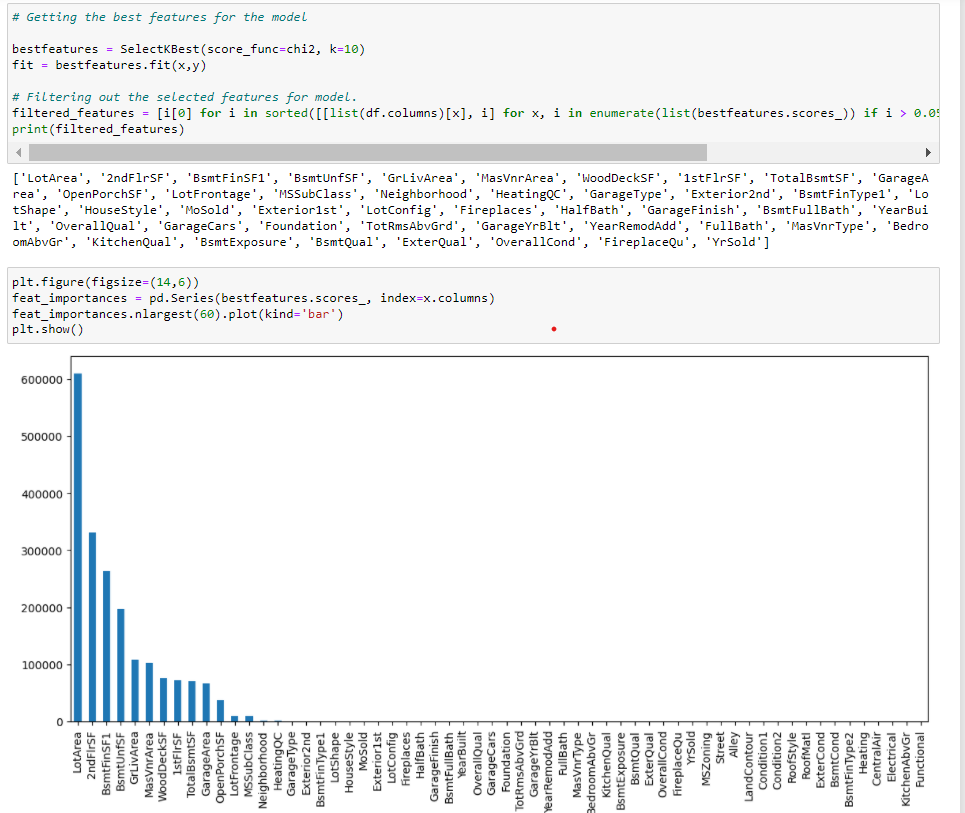 # Getting the best features for the model
bestfeatures = SelectKBest(score_func=chi2, k=10)
fit = bestfeatures.fit(x,y)
# Filtering out the selected features for model.
filtered_features = [i[0] for i in sorted([[list(df.columns)[x], i] for x, i in enumerate(list(bestfeatures.scores_)) if i > 0.05
print(filtered_features)
['LotArea', '2ndFlrSF', 'BsmtFinSF1', 'BsmtUnfSF', 'GrLivArea', 'MasVnrArea', 'WoodDeckSF', '1stFlrSF', 'TotalBsmtSF', 'GarageA
rea', 'OpenPorchSF', 'LotFrontage', 'MSSubClass', 'Neighborhood', 'HeatingQC', 'GarageType', 'Exterior2nd', 'BsmtFinType1', 'Lo
tShape', 'HouseStyle', 'MoSold', 'Exterior1st', 'LotConfig', 'Fireplaces', 'HalfBath', 'GarageFinish', 'BsmtFullBath', 'YearBui
lt', 'OverallQual', 'GarageCars', 'Foundation', 'TotRmsAbvGrd', 'GarageYrBlt', 'YearRemodAdd', 'FullBath', 'MasVnrType', 'Bedro
omAbvGr', 'KitchenQual', 'BsmtExposure', 'BsmtQual', 'ExterQual', 'OverallCond', 'FireplaceQu', 'YrSold']
plt.figure(figsize=(14,6))
feat_importances = pd.Series(bestfeatures.scores_, index=x.columns)
feat_importances.nlargest(60).plot(kind='bar')
plt.show()
600000
500000
400000
300000
200000
100000
0
LotArea
2ndFlrSF
BsmtFinSF1
BsmtUnfSF
GrLivArea
MasVnrArea
WoodDeckSF
1stFlrSF
TotalBsmtSF
GarageArea
OpenPorchSF
LotFrontage
MSSubClass
Neighborhood
HeatingQC
GarageType
Exterior2nd
BsmtFinType1
LotShape
HouseStyle
MoSold
Exterior1st
LotConfig
Fireplaces
HalfBath
GarageFinish
BsmtFullBath
YearBuilt
OverallQual
GarageCars
Foundation
TotRmsAbvGrd
GarageYrBlt
YearRemodAdd
FullBath
MasVnrType
BedroomAbvGr
KitchenQual
BsmtExposure
BsmtQual
ExterQual
OverallCond
FireplaceQu
YrSold
MSZoning
Street
Alley
LandContour
Condition1
Condition2
RoofStyle
RoofMatl
ExterCond
BsmtCond
BsmtFinType2
Heating
CentralAir
Electrical
KitchenAbvGr
Functional